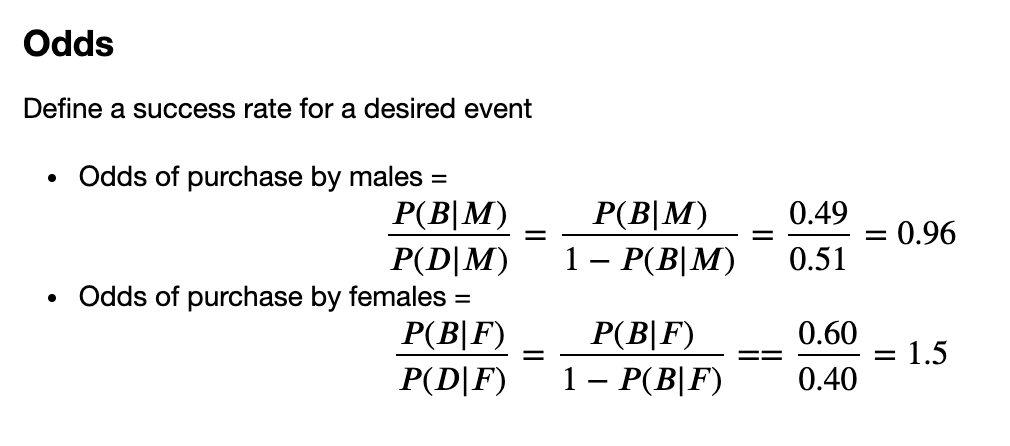 Odds
Define a success rate for a desired event
• Odds of purchase by males =
P(B|M) / P(D|M) = P(B|M) / 1 − P(B|M) = 0.49 / 0.51 = 0.96
• Odds of purchase by females =
P(B|F) / P(D|F) = P(B|F) / 1 − P(B|F) == 0.60 / 0.40 = 1.5